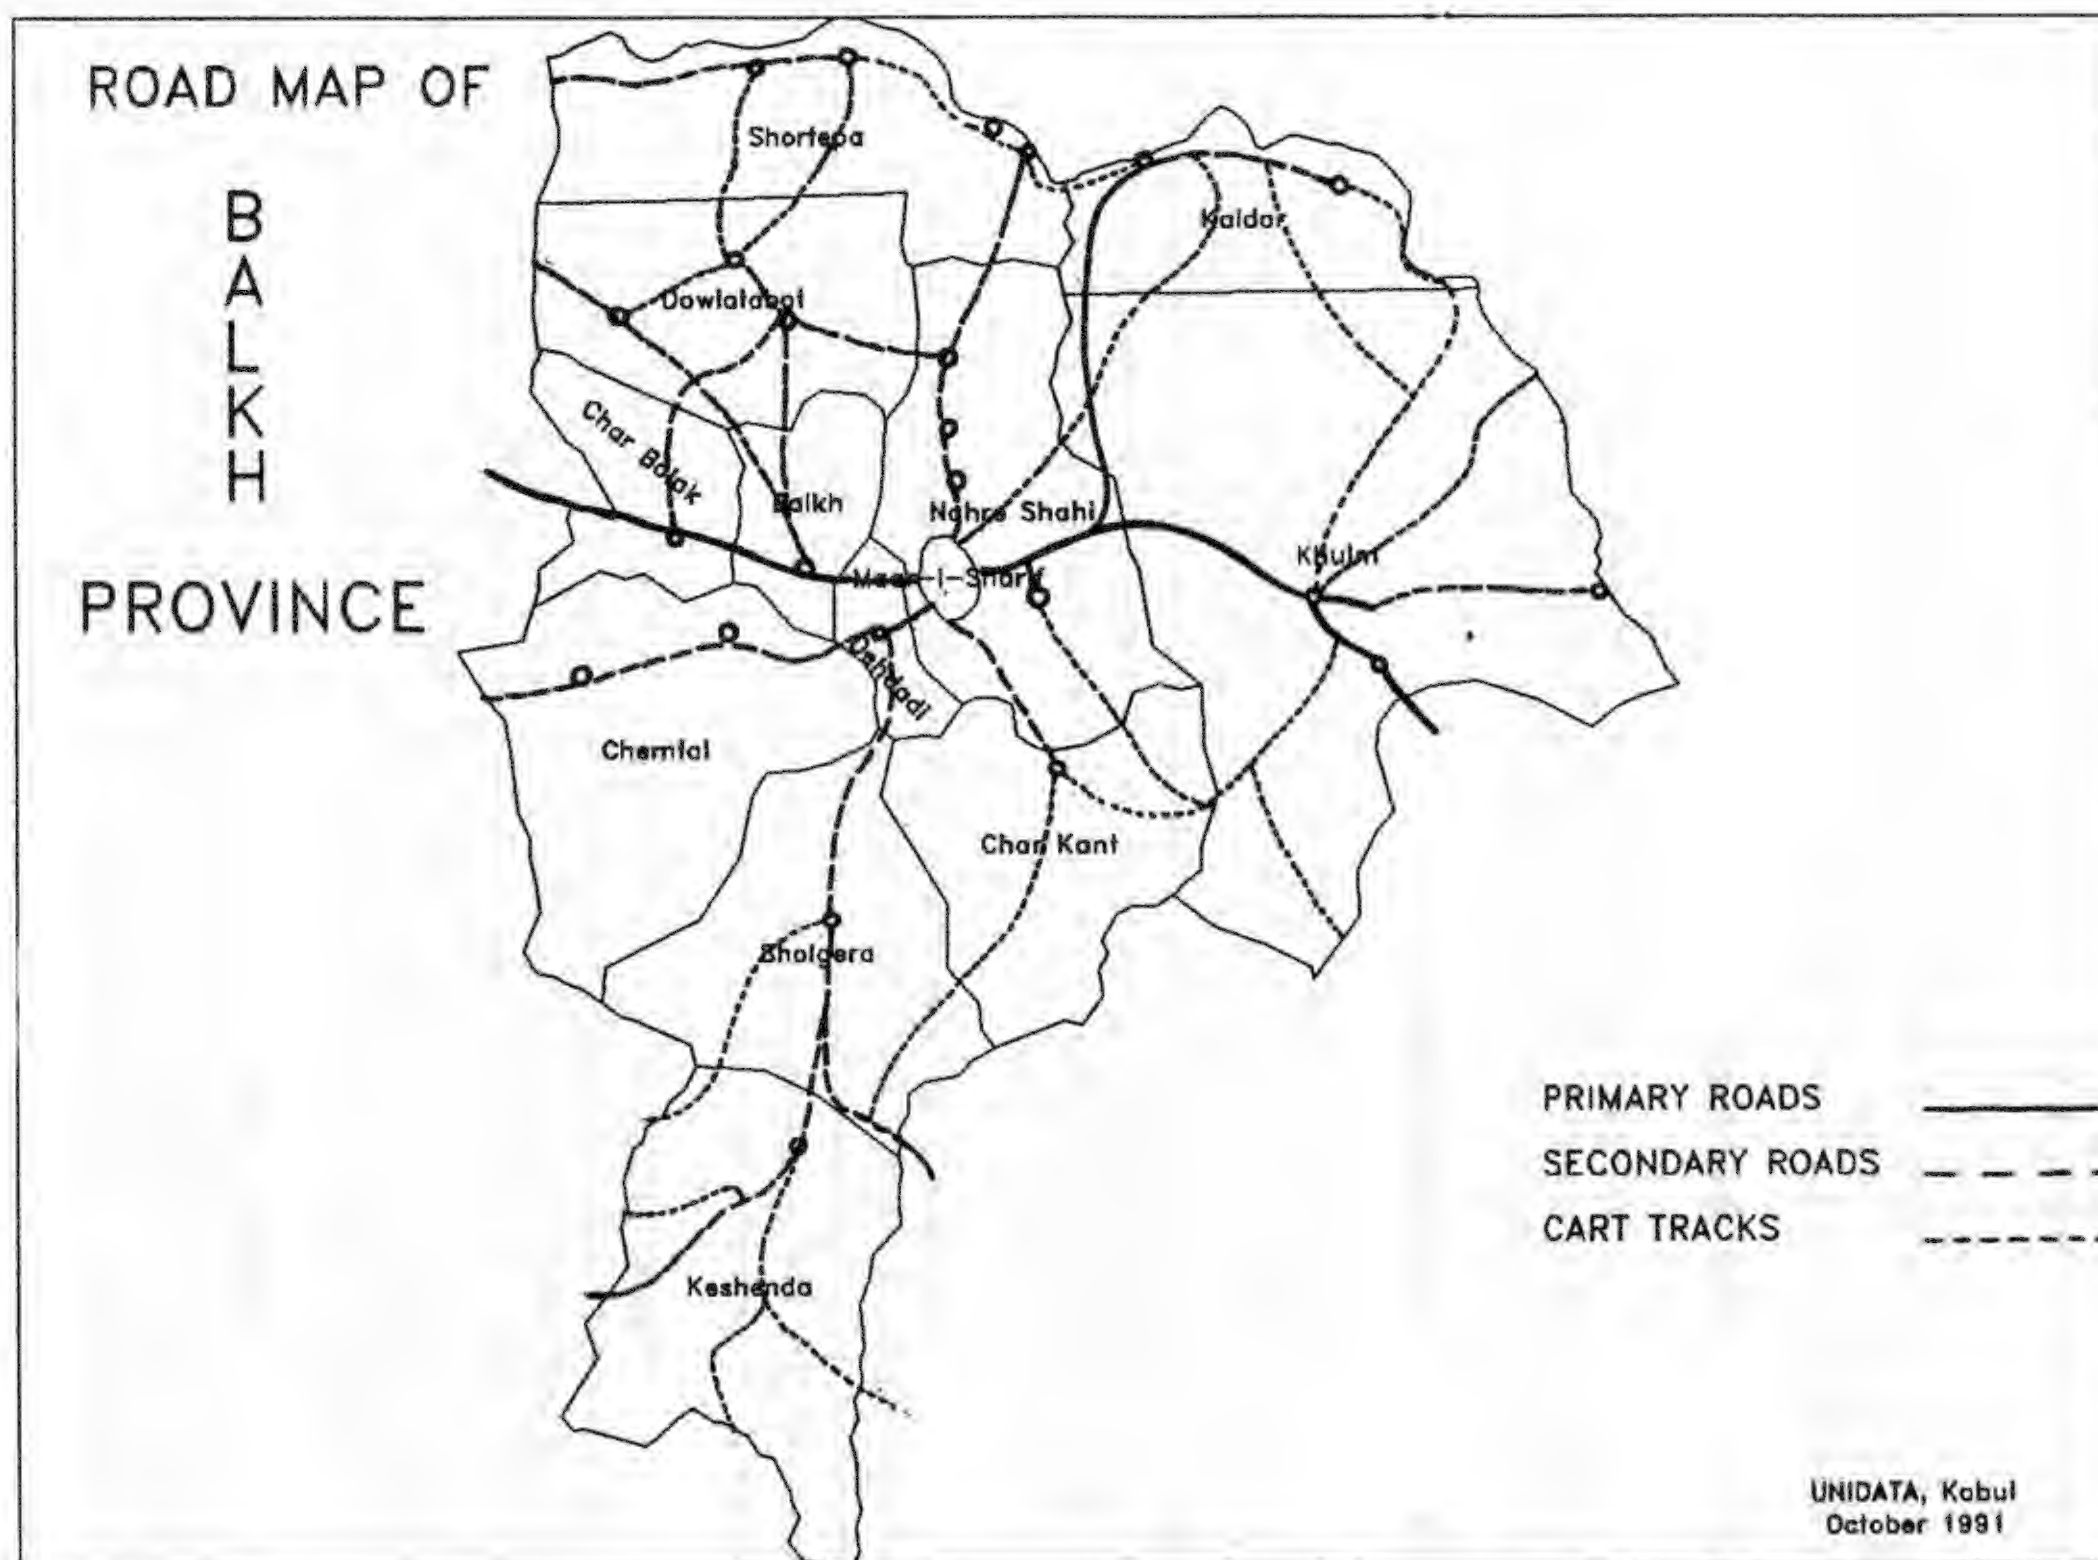 ROAD MAP OF
B
A
L
K
H
PROVINCE
Shortepa
Kaldar
Dowlatabat
Char Bolak
Balkh
Nahre Shahi
Khulm
Mazar-i-Sharif
Dehdadi
Chemtal
Char Kant
Sholgera
Keshenda
PRIMARY ROADS
SECONDARY ROADS
CART TRACKS
UNIDATA, Kabul
October 1991